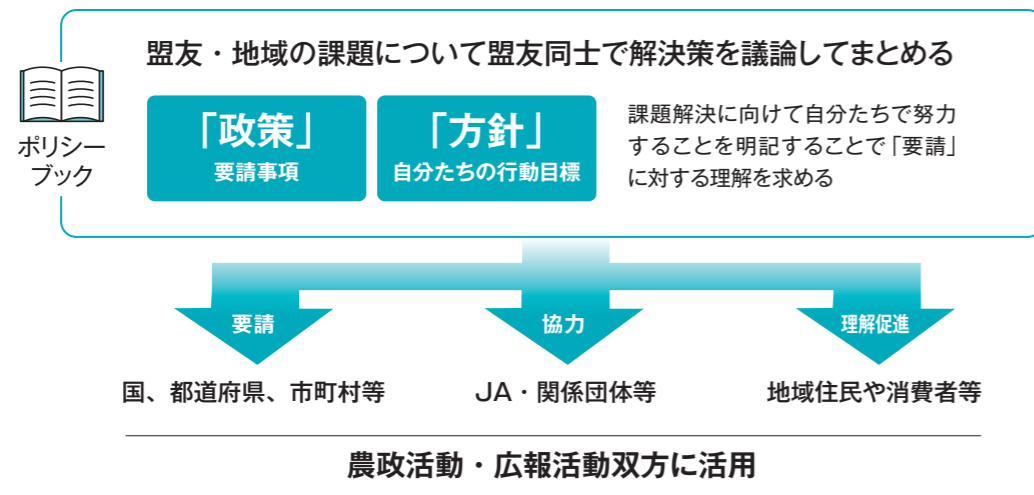 盟友・地域の課題について盟友同士で解決策を議論してまとめる
ポリシー
ブック
「政策」
要請事項
「方針」
自分たちの行動目標
課題解決に向けて自分たちで努力
することを明記することで「要請」
に対する理解を求める
要請
協力
理解促進
国、都道府県、市町村等
JA・関係団体等
地域住民や消費者等
農政活動・広報活動双方に活用